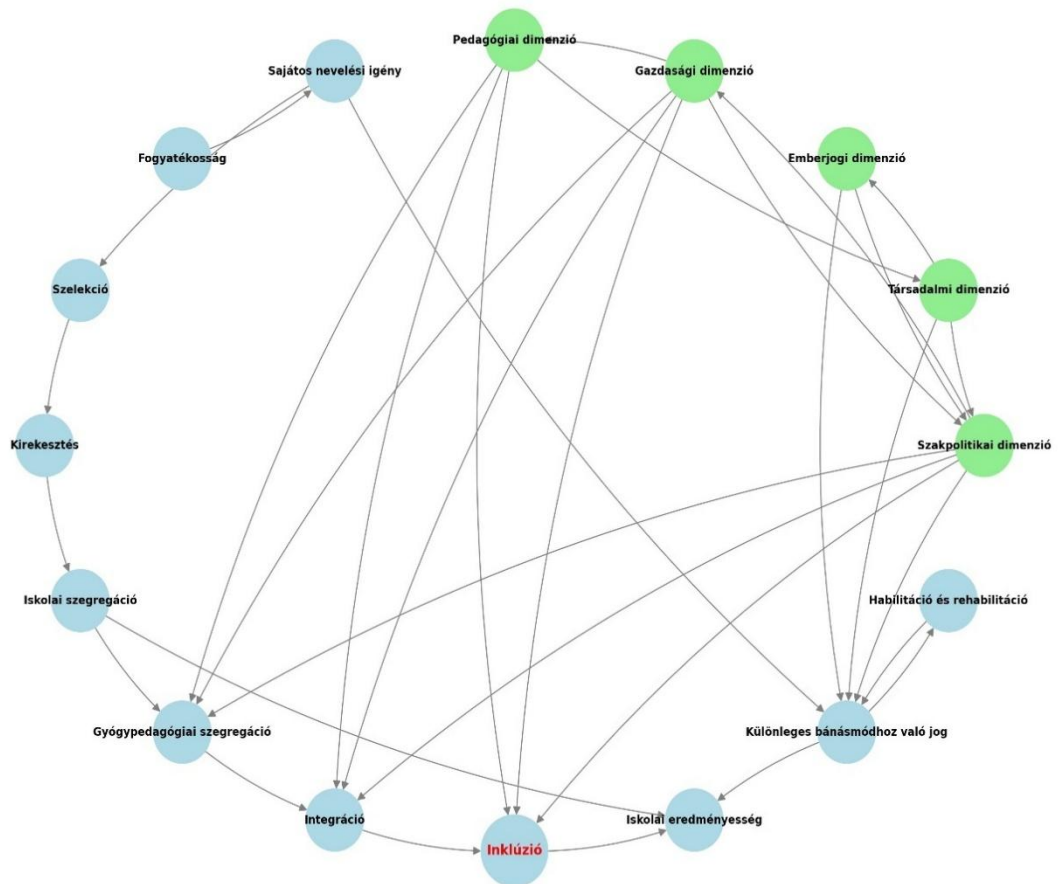 Pedagógiai dimenzió
Gazdasági dimenzió
Sajátos nevelési igény
Fogyatékosság
Emberjogi dimenzió
Szelekció
Társadalmi dimenzió
Kirekesztés
Szakpolitikai dimenzió
Iskolai szegregáció
Habilitáció és rehabilitáció
Gyógypedagógiai szegregáció
Különleges bánásmódhoz való jog
Integráció
Iskolai eredményesség
Inklúzió